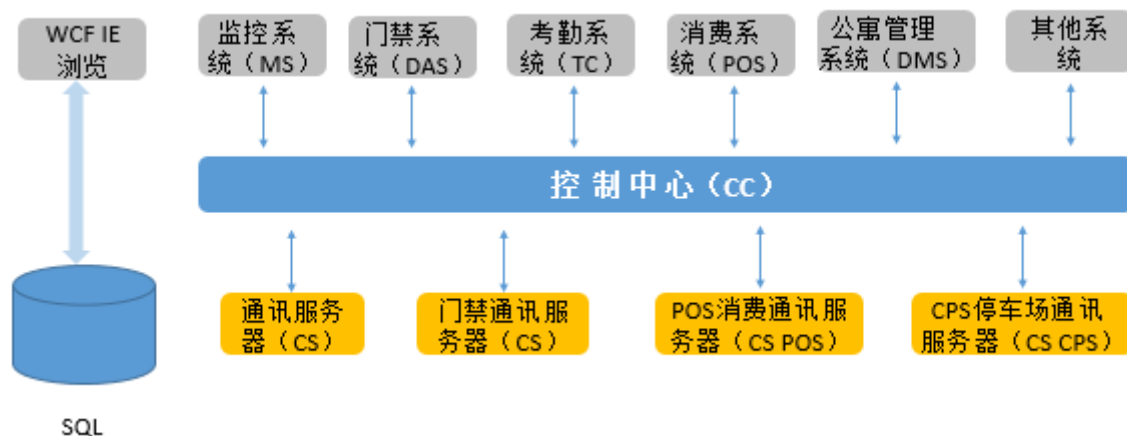 WCF IE
浏览
监控系
统（MS）
门禁系
统（DAS）
考勤系
统（TC）
消费系
统（POS）
公寓管理
系统（DMS）
其他系
统
控制中心（CC）
通讯服务
器（CS）
门禁通讯服
务器（CS）
POS消费通讯服
务器（CS POS）
CPS停车场通讯
服务器（CS CPS）
SQL